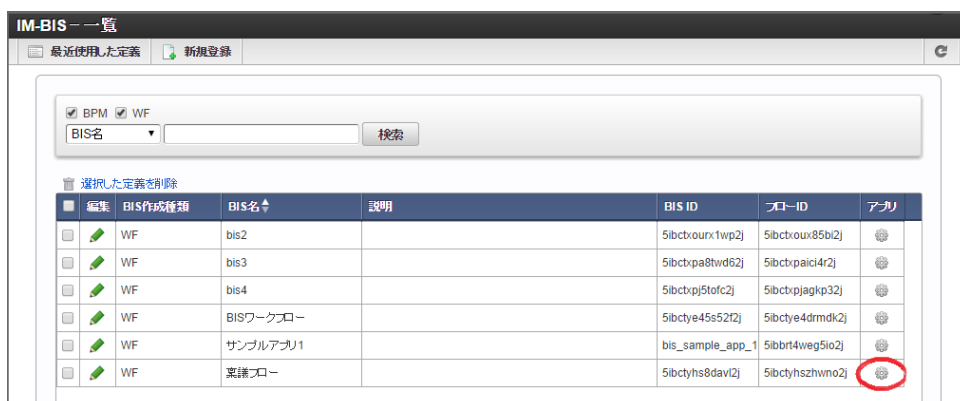 IM-BIS－一覧
最近使用した定義 新規登録
BPM WF
BIS名 検索
選択した定義を削除
編集 BIS作成種類 BIS名 説明 BIS ID フローID アプリ
WF bis2 5ibctxourx1wp2j 5ibctxoux85bi2j
WF bis3 5ibctxpa8twd62j 5ibctxpaici4r2j
WF bis4 5ibctxpj5tofc2j 5ibctxpjagkp32j
WF BISワークフロー 5ibctye45s52f2j 5ibctye4drmdk2j
WF サンプルアプリ1 bis_sample_app_1 5ibbrt4weg5io2j
WF 稟議フロー 5ibctyhs8davl2j 5ibctyhszhwno2j